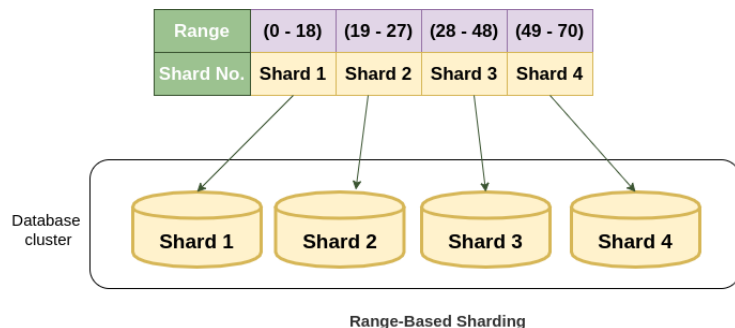 Range (0 - 18) (19 - 27) (28 - 48) (49 - 70)
Shard No. Shard 1 Shard 2 Shard 3 Shard 4
Database
cluster
Shard 1 Shard 2 Shard 3 Shard 4
Range-Based Sharding